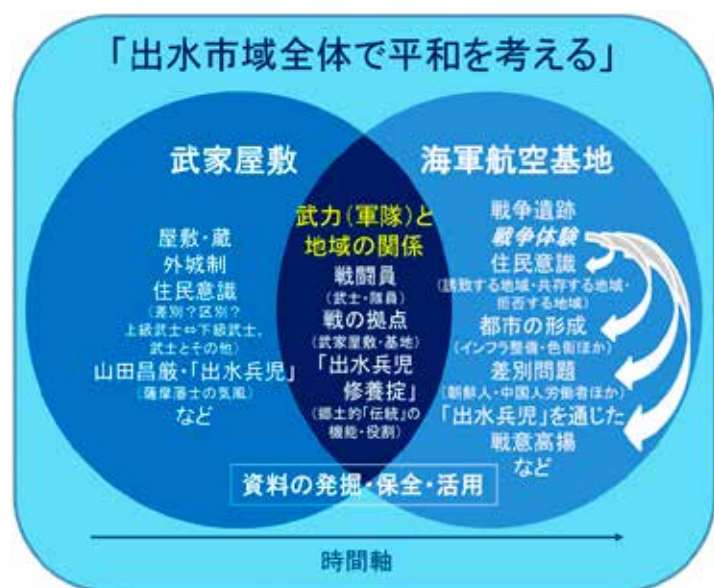 「出水市域全体で平和を考える」
武家屋敷
屋敷・蔵
外城制
住民意識
(差別?区別?
上級武士⇔下級武士,
武士とその他)
山田昌巌・「出水兵児」
(薩摩藩士の気風)
など
武力(軍隊)と
地域の関係
戦闘員
(武士・隊員)
戦の拠点
(武家屋敷・基地)
「出水兵児
修養掟」
(郷土的「伝統」の
機能・役割)
海軍航空基地
戦争遺跡
戦争体験
住民意識
(誘致する地域・共存する地域・
拒否する地域)
都市の形成
(インフラ整備・色街ほか)
差別問題
(朝鮮人・中国人労働者ほか)
「出水兵児」を通じた
戦意高揚
など
資料の発掘・保全・活用
時間軸